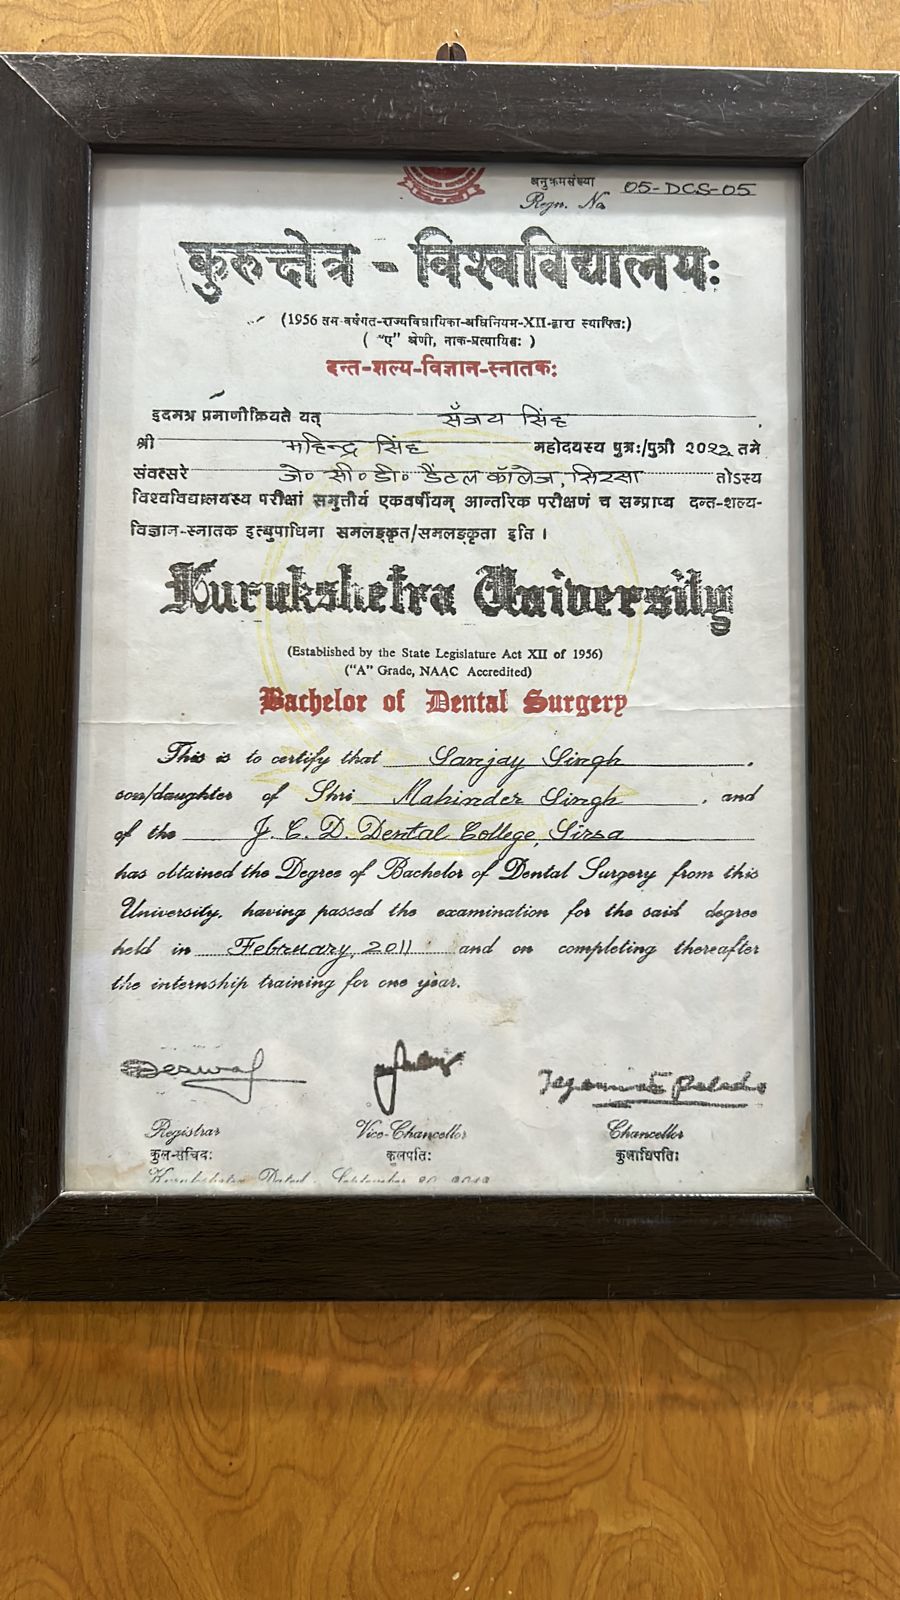 अनुक्रमसंख्या 05-DCS-05
Regn. No
कुरुक्षेत्र - विश्वविद्यालयः
(1956 तम-वर्षगत-राज्यविधायिका-अधिनियम-XII-द्वारा स्थापितः)
( "ए" श्रेणी, नाक-प्रत्यायितः )
दन्त-शल्य-विज्ञान-स्नातकः
इदमत्र प्रमाणीक्रियते यत् संजय सिंह
श्री महिन्द्र सिंह महोदयस्य पुत्रः/पुत्री तमे
संवत्सरे जे० सी० डी० डैंटल कॉलेज, सिरसा तोऽस्य
विश्वविद्यालयस्य परीक्षां समुत्तीर्य एकवर्षीयम् आन्तरिक परीक्षणं च सम्प्राप्य दन्त-शल्य-
विज्ञान-स्नातक इत्युपाधिना समलङ्कृत/समलङ्कृता इति ।
Kurukshetra University
(Established by the State Legislature Act XII of 1956)
("A" Grade, NAAC Accredited)
Bachelor of Dental Surgery
This is to certify that Sanjay Singh .
son/daughter of Shri Mahinder Singh , and
of the J. C. D. Dental College, Sirsa
has obtained the Degree of Bachelor of Dental Surgery from this
University, having passed the examination for the said degree
held in February, 2011 and on completing thereafter
the internship training for one year.
Registrar Vice-Chancellor Chancellor
कुल-सचिवः कुलपतिः कुलाधिपतिः